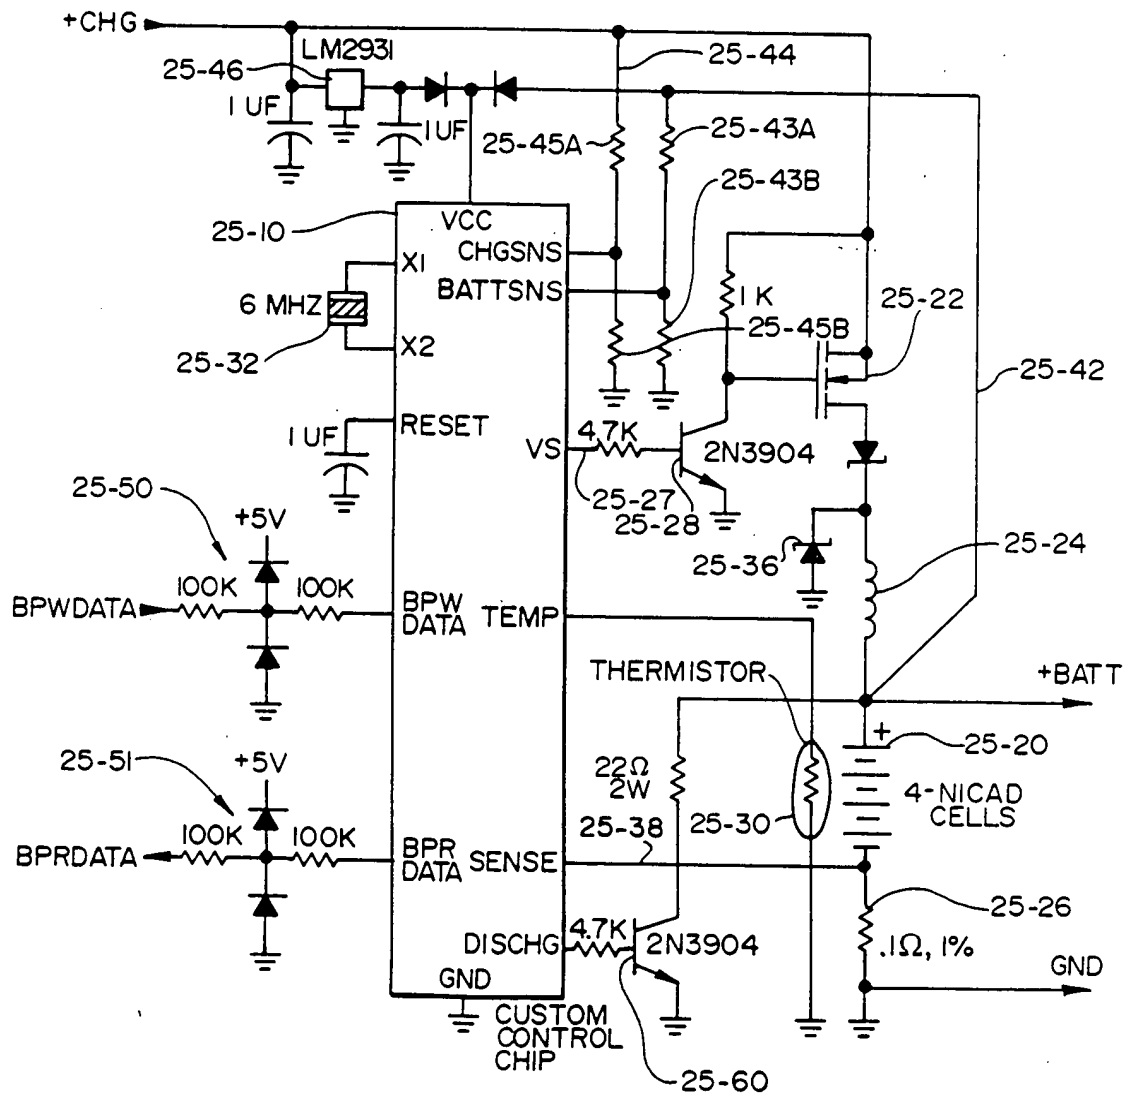 +CHG
LM2931
25-46
25-44
1 UF
1UF
25-45A
25-43A
25-43B
25-10
VCC
CHGSNS
X1
BATTSNS
6 MHZ
1 K
25-22
25-45B
25-32
X2
25-42
1 UF
RESET
4.7K
VS
2N3904
25-50
25-27
25-28
+5V
25-36
25-24
100K
100K
BPWDATA
BPW
DATA
TEMP
THERMISTOR
+BATT
+
25-20
25-51
+5V
22Ω
2W
4-NICAD
CELLS
100K
100K
25-38
25-30
BPRDATA
BPR
DATA
SENSE
25-26
4.7K
DISCHG
2N3904
.1Ω, 1%
GND
GND
CUSTOM
CONTROL
CHIP
25-60